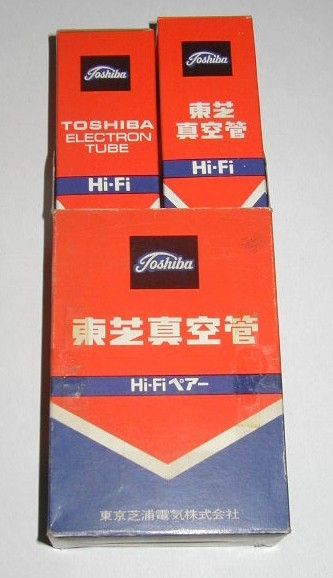 Toshiba
TOSHIBA
ELECTRON
TUBE
Hi-Fi
Toshiba
東芝
真空管
Hi-Fi
Toshiba
東芝真空管
Hi-Fiペアー
東京芝浦電気株式会社